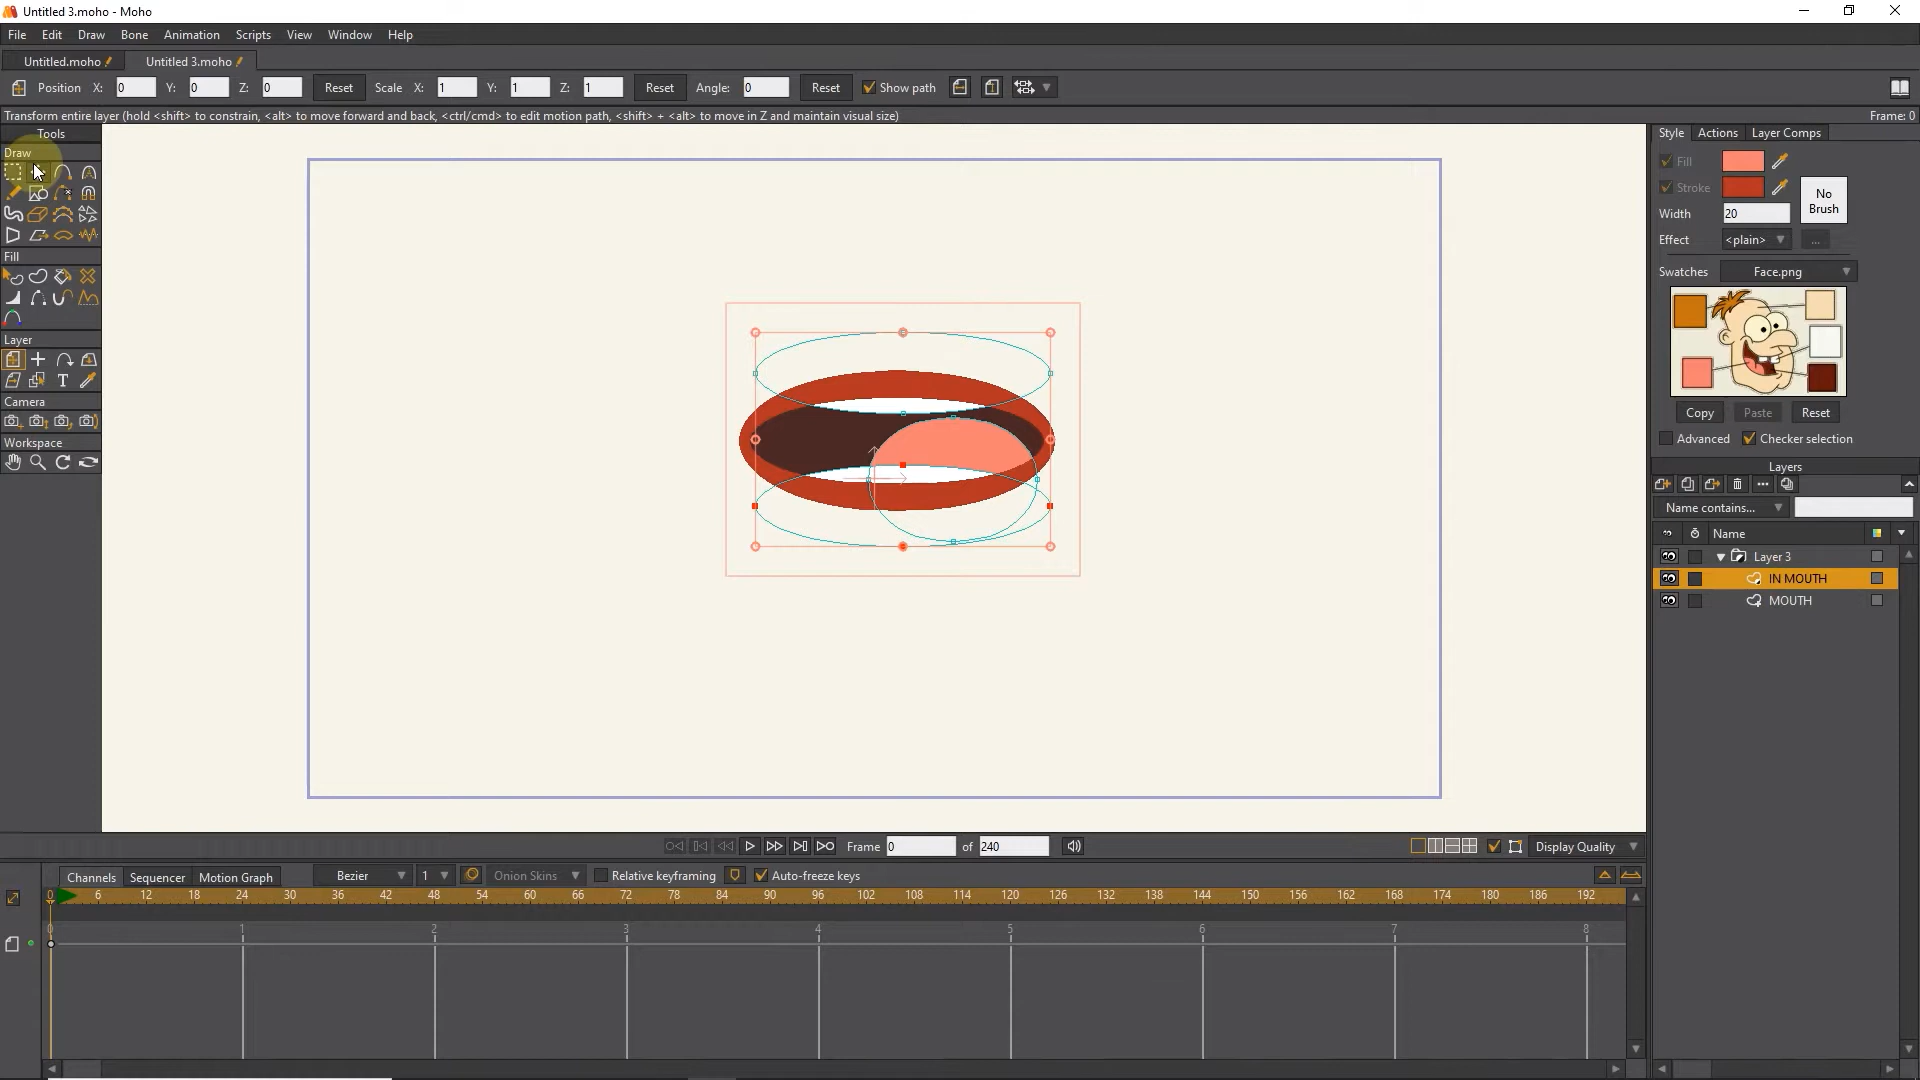 Untitled 3.moho - Moho
File Edit Draw Bone Animation Scripts View Window Help
Untitled.moho Untitled 3.moho
Position X: 0 Y: 0 Z: 0 Reset Scale X: 1 Y: 1 Z: 1 Reset Angle: 0 Reset Show path
Transform entire layer (hold <shift> to constrain, <alt> to move forward and back, <ctrl/cmd> to edit motion path, <shift> + <alt> to move in Z and maintain visual size) Frame: 0
Tools
Draw
Fill
Layer
T
Camera
Workspace
Style Actions Layer Comps
Fill
Stroke
No Brush
Width 20
Effect <plain> ...
Swatches Face.png
Copy Paste Reset
Advanced Checker selection
Layers
Name contains...
Name
Layer 3
IN MOUTH
MOUTH
Frame 0 of 240 Display Quality
Channels Sequencer Motion Graph Bezier 1 Onion Skins Relative keyframing Auto-freeze keys
0 6 12 18 24 30 36 42 48 54 60 66 72 78 84 90 96 102 108 114 120 126 132 138 144 150 156 162 168 174 180 186 192
0 1 2 3 4 5 6 7 8